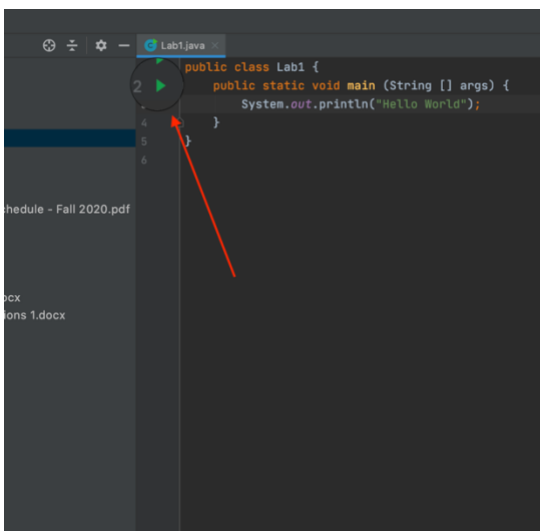 Lab1.java
public class Lab1 {
2 public static void main (String [] args) {
System.out.println("Hello World");
4 }
5 }
6
chedule - Fall 2020.pdf
ocx
ions 1.docx